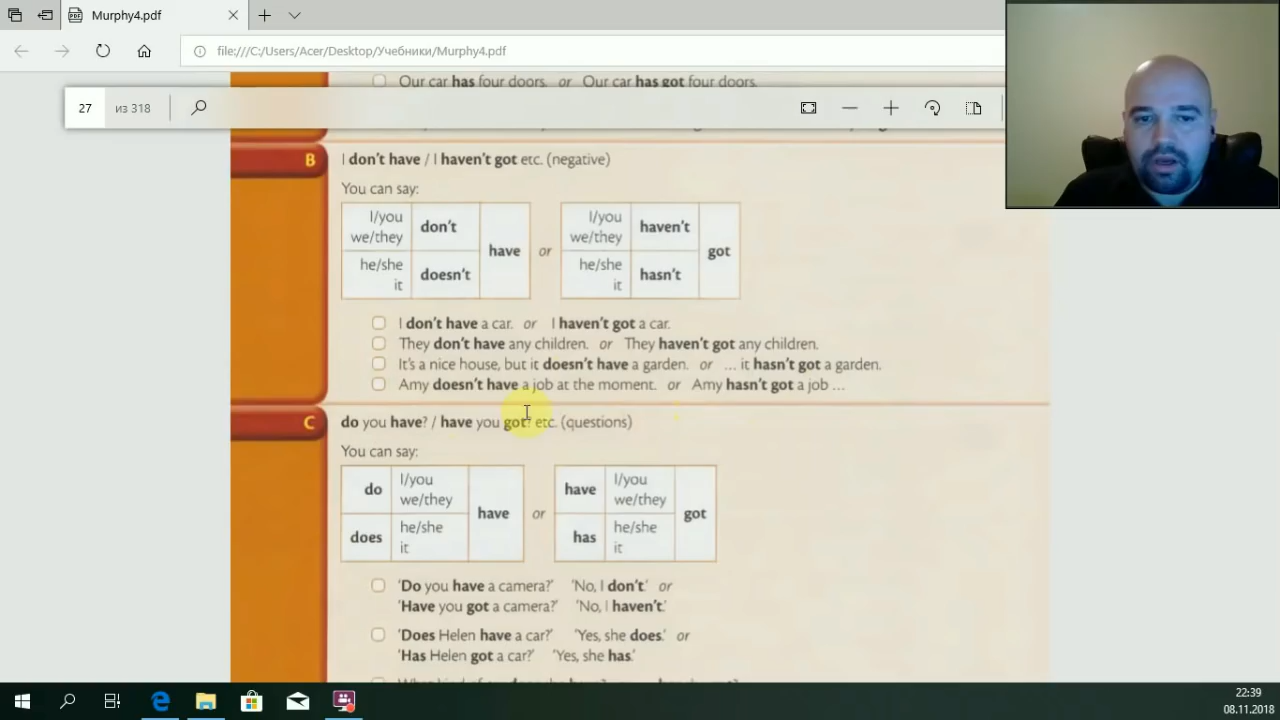 Murphy4.pdf
file:///C:/Users/Acer/Desktop/Учебники/Murphy4.pdf
Our car has four doors. or Our car has got four doors.
27 из 318
B I don't have / I haven't got etc. (negative)
You can say:
I/you we/they don't have or I/you we/they haven't got
he/she it doesn't he/she it hasn't
I don't have a car. or I haven't got a car.
They don't have any children. or They haven't got any children.
It's a nice house, but it doesn't have a garden. or ... it hasn't got a garden.
Amy doesn't have a job at the moment. or Amy hasn't got a job ...
C do you have? / have you got? etc. (questions)
You can say:
do I/you we/they have or have I/you we/they got
does he/she it has he/she it
'Do you have a camera?' 'No, I don't.' or
'Have you got a camera?' 'No, I haven't.'
'Does Helen have a car?' 'Yes, she does.' or
'Has Helen got a car?' 'Yes, she has.'
22:39
08.11.2018